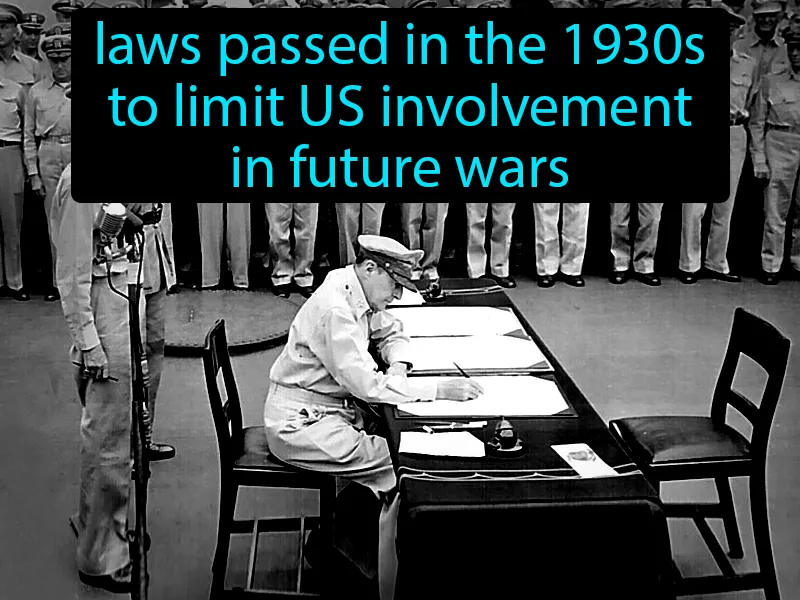 laws passed in the 1930s
to limit US involvement
in future wars